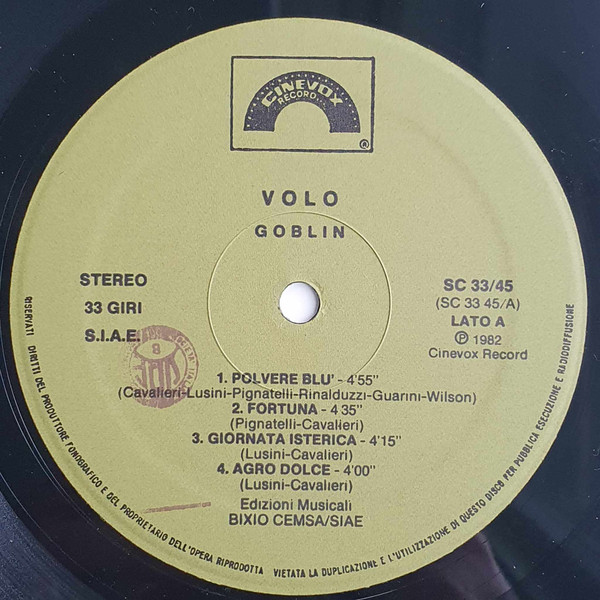 CINEVOX
RECORD
®
VOLO
GOBLIN
STEREO
33 GIRI
S.I.A.E.
SC 33/45
(SC 33 45/A)
LATO A
Ⓟ 1982
Cinevox Record
1. POLVERE BLU' - 4'55"
(Cavalieri-Lusini-Pignatelli-Rinalduzzi-Guarini-Wilson)
2. FORTUNA - 4'35"
(Pignatelli-Cavalieri)
3. GIORNATA ISTERICA - 4'15"
(Lusini-Cavalieri)
4. AGRO DOLCE - 4'00"
(Lusini-Cavalieri)
Edizioni Musicali
BIXIO CEMSA/SIAE
RISERVATI DIRITTI DEL PRODUTTORE FONOGRAFICO E DEL PROPRIETARIO DELL'OPERA RIPRODOTTA VIETATA LA DUPLICAZIONE E L'UTILIZZAZIONE DI QUESTO DISCO PER PUBBLICA ESECUZIONE E RADIODIFFUSIONE